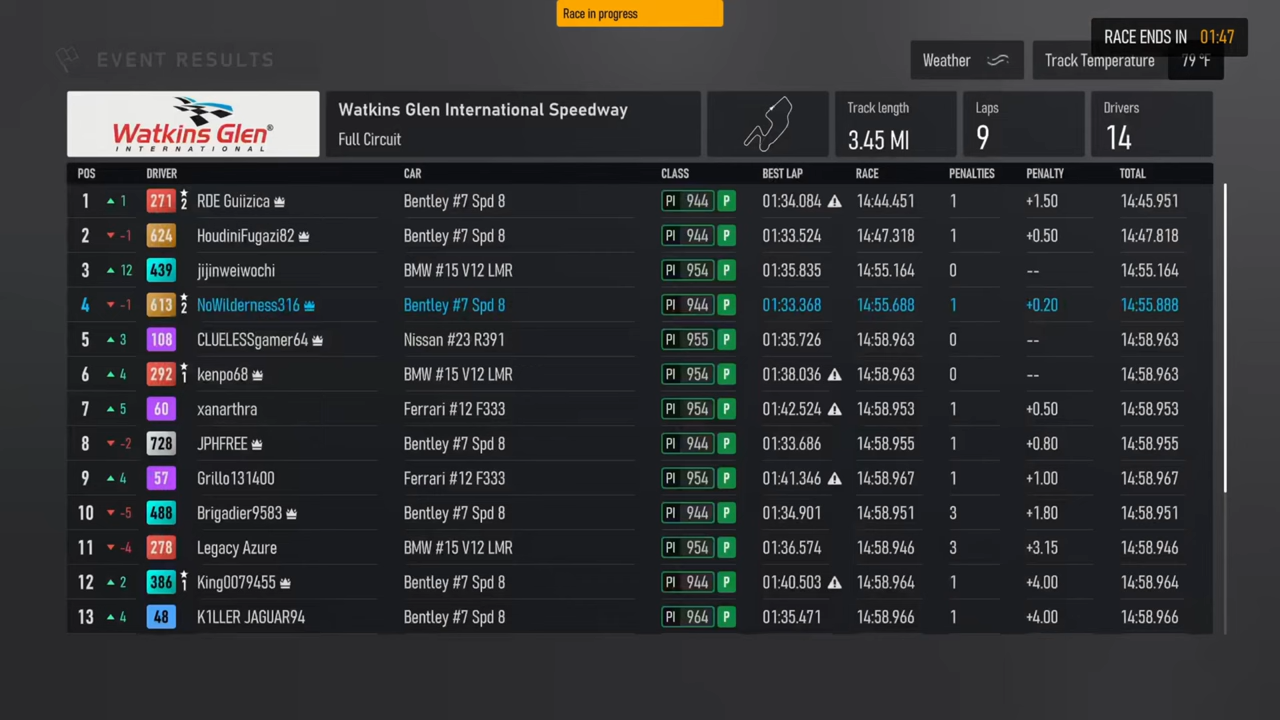 Race in progress
RACE ENDS IN 01:47
EVENT RESULTS
Weather Track Temperature 79 °F
Watkins Glen®
INTERNATIONAL
Watkins Glen International Speedway
Full Circuit
Track length
3.45 MI
Laps
9
Drivers
14
POS DRIVER CAR CLASS BEST LAP RACE PENALTIES PENALTY TOTAL
1 ▲ 1 271 ★ 2 RDE Guiizica Bentley #7 Spd 8 PI 944 P 01:34.084 14:44.451 1 +1.50 14:45.951
2 ▼ -1 624 HoudiniFugazi82 Bentley #7 Spd 8 PI 944 P 01:33.524 14:47.318 1 +0.50 14:47.818
3 ▲ 12 439 jijinweiwochi BMW #15 V12 LMR PI 954 P 01:35.835 14:55.164 0 -- 14:55.164
4 ▼ -1 613 ★ 2 NoWilderness316 Bentley #7 Spd 8 PI 944 P 01:33.368 14:55.688 1 +0.20 14:55.888
5 ▲ 3 108 CLUELESSgamer64 Nissan #23 R391 PI 955 P 01:35.726 14:58.963 0 -- 14:58.963
6 ▲ 4 292 ★ 1 kenpo68 BMW #15 V12 LMR PI 954 P 01:38.036 14:58.963 0 -- 14:58.963
7 ▲ 5 60 xanarthra Ferrari #12 F333 PI 954 P 01:42.524 14:58.953 1 +0.50 14:58.953
8 ▼ -2 728 JPHFREE Bentley #7 Spd 8 PI 944 P 01:33.686 14:58.955 1 +0.80 14:58.955
9 ▲ 4 57 Grillo131400 Ferrari #12 F333 PI 954 P 01:41.346 14:58.967 1 +1.00 14:58.967
10 ▼ -5 488 Brigadier9583 Bentley #7 Spd 8 PI 944 P 01:34.901 14:58.951 3 +1.80 14:58.951
11 ▼ -4 278 Legacy Azure BMW #15 V12 LMR PI 954 P 01:36.574 14:58.946 3 +3.15 14:58.946
12 ▲ 2 386 ★ 1 King0079455 Bentley #7 Spd 8 PI 944 P 01:40.503 14:58.964 1 +4.00 14:58.964
13 ▲ 4 48 K1LLER JAGUAR94 Bentley #7 Spd 8 PI 964 P 01:35.471 14:58.966 1 +4.00 14:58.966